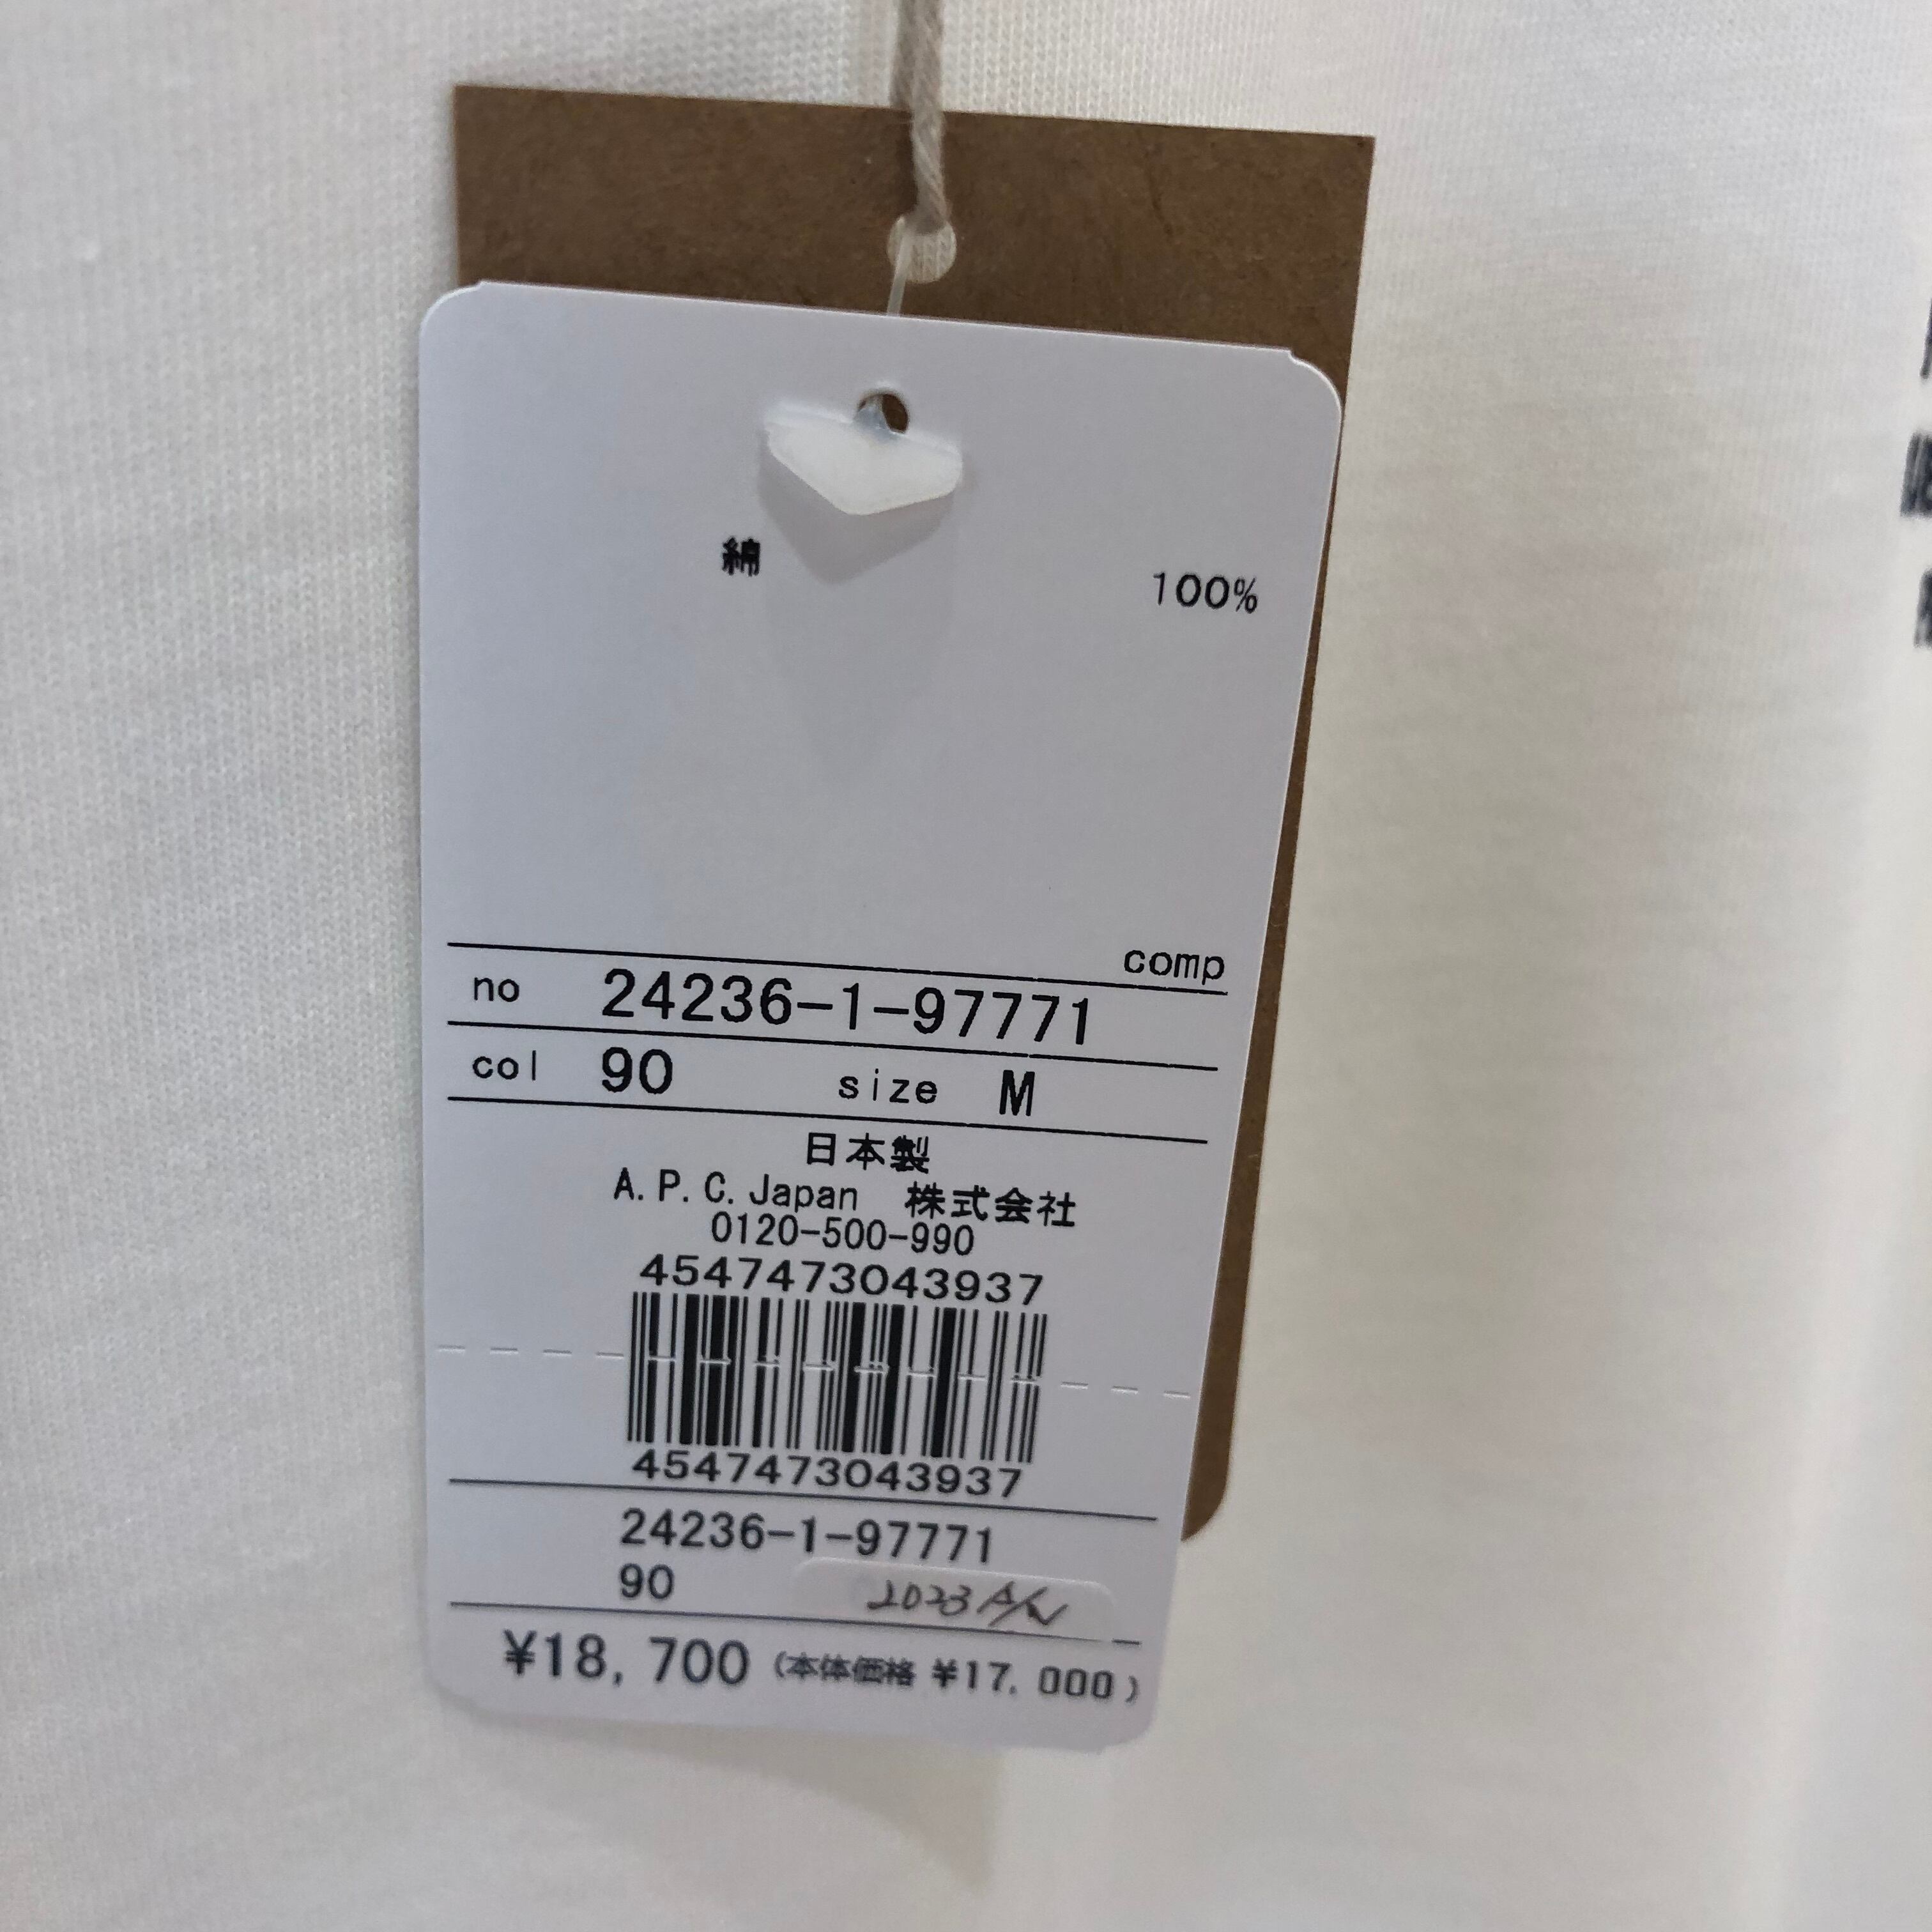 綿 100%
comp
no 24236-1-97771
col 90 size M
日本製
A.P.C.Japan 株式会社
0120-500-990
4547473043937
4547473043937
24236-1-97771
90 2023 A/W
¥18,700 (本体価格 ¥17,000)